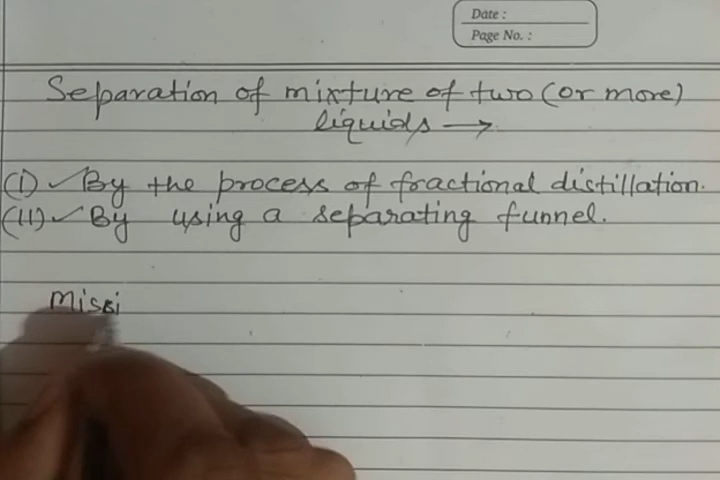 Date :
Page No. :
Separation of mixture of two (or more)
liquids →
(i) ✓ By the process of fractional distillation.
(ii) ✓ By using a separating funnel.